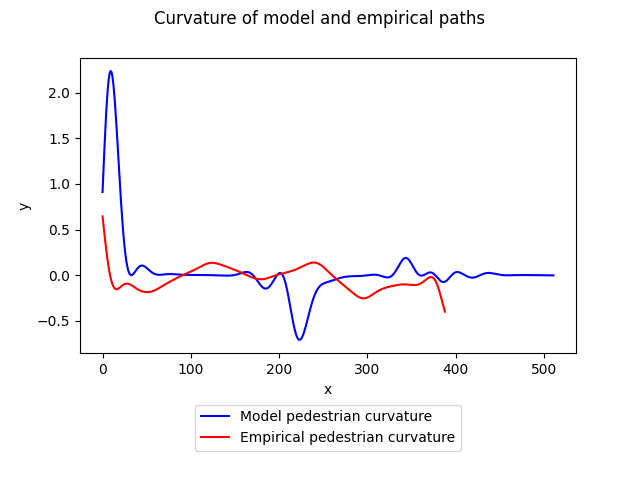 Curvature of model and empirical paths
2.0
1.5
1.0
0.5
0.0
−0.5
y
0 100 200 300 400 500
x
Model pedestrian curvature
Empirical pedestrian curvature